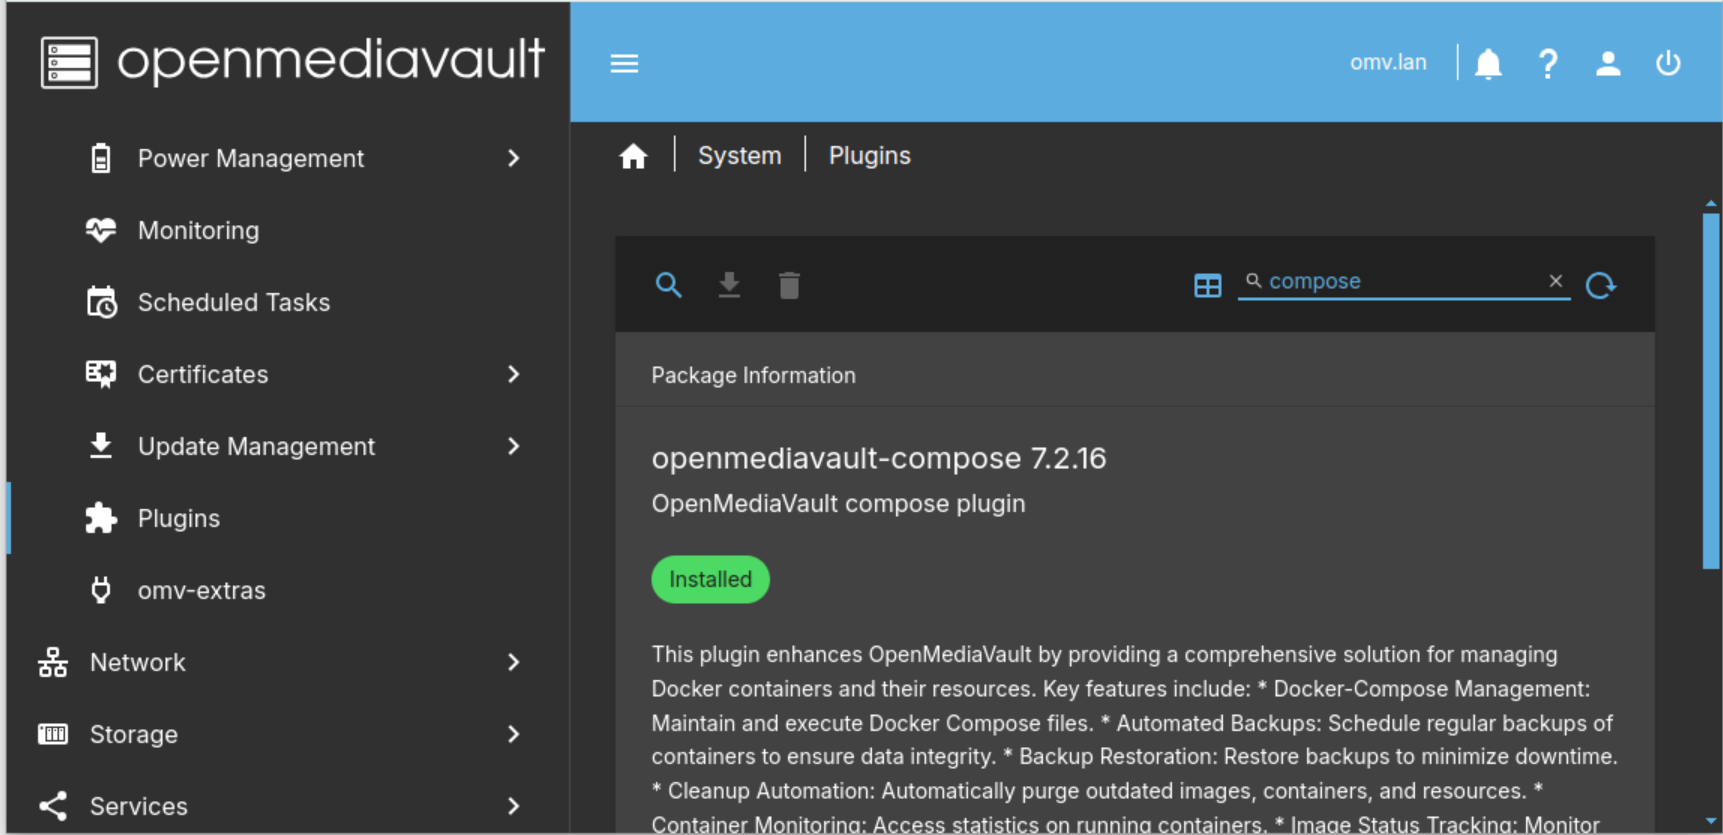 openmediavault
omv.lan
?
Power Management
Monitoring
Scheduled Tasks
Certificates
Update Management
Plugins
omv-extras
Network
Storage
Services
System
Plugins
compose
Package Information
openmediavault-compose 7.2.16
OpenMediaVault compose plugin
Installed
This plugin enhances OpenMediaVault by providing a comprehensive solution for managing
Docker containers and their resources. Key features include: * Docker-Compose Management:
Maintain and execute Docker Compose files. * Automated Backups: Schedule regular backups of
containers to ensure data integrity. * Backup Restoration: Restore backups to minimize downtime.
* Cleanup Automation: Automatically purge outdated images, containers, and resources. *
Container Monitoring: Access statistics on running containers. * Image Status Tracking: Monitor